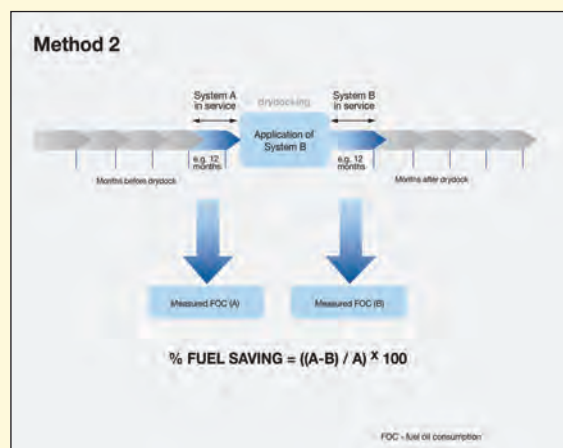 Method 2
System A
in service
drydocking
System B
in service
Application of
System B
e.g. 12
months
e.g. 12
months
Months before drydock
Months after drydock
Measured FOC (A)
Measured FOC (B)
% FUEL SAVING = ((A-B) / A) × 100
FOC - fuel oil consumption